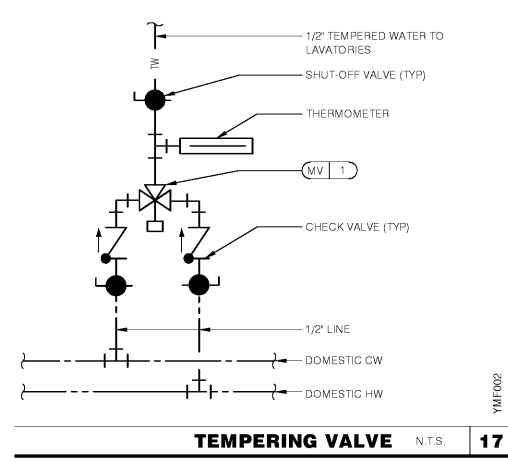 1/2" TEMPERED WATER TO
LAVATORIES
TW
SHUT-OFF VALVE (TYP)
THERMOMETER
MV 1
CHECK VALVE (TYP)
1/2" LINE
DOMESTIC CW
DOMESTIC HW
YMF002
TEMPERING VALVE N.T.S. 17